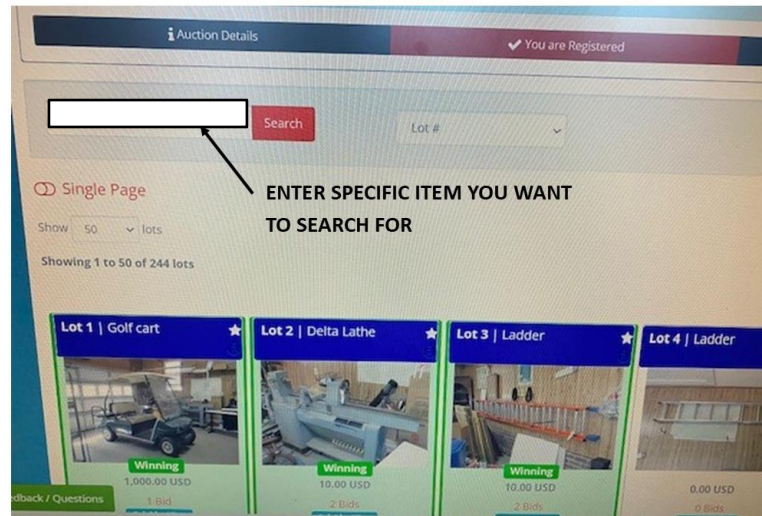 Auction Details
You are Registered
Search
Lot #
ENTER SPECIFIC ITEM YOU WANT
TO SEARCH FOR
Single Page
Show 50 lots
Showing 1 to 50 of 244 lots
Lot 1 | Golf cart
Lot 2 | Delta Lathe
Lot 3 | Ladder
Lot 4 | Ladder
Winning
Winning
Winning
1,000.00 USD
10.00 USD
10.00 USD
0.00 USD
dback / Questions
1 Bid
2 Bids
2 Bids
0 Bids